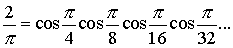 2/π = cos π/4 cos π/8 cos π/16 cos π/32 ...